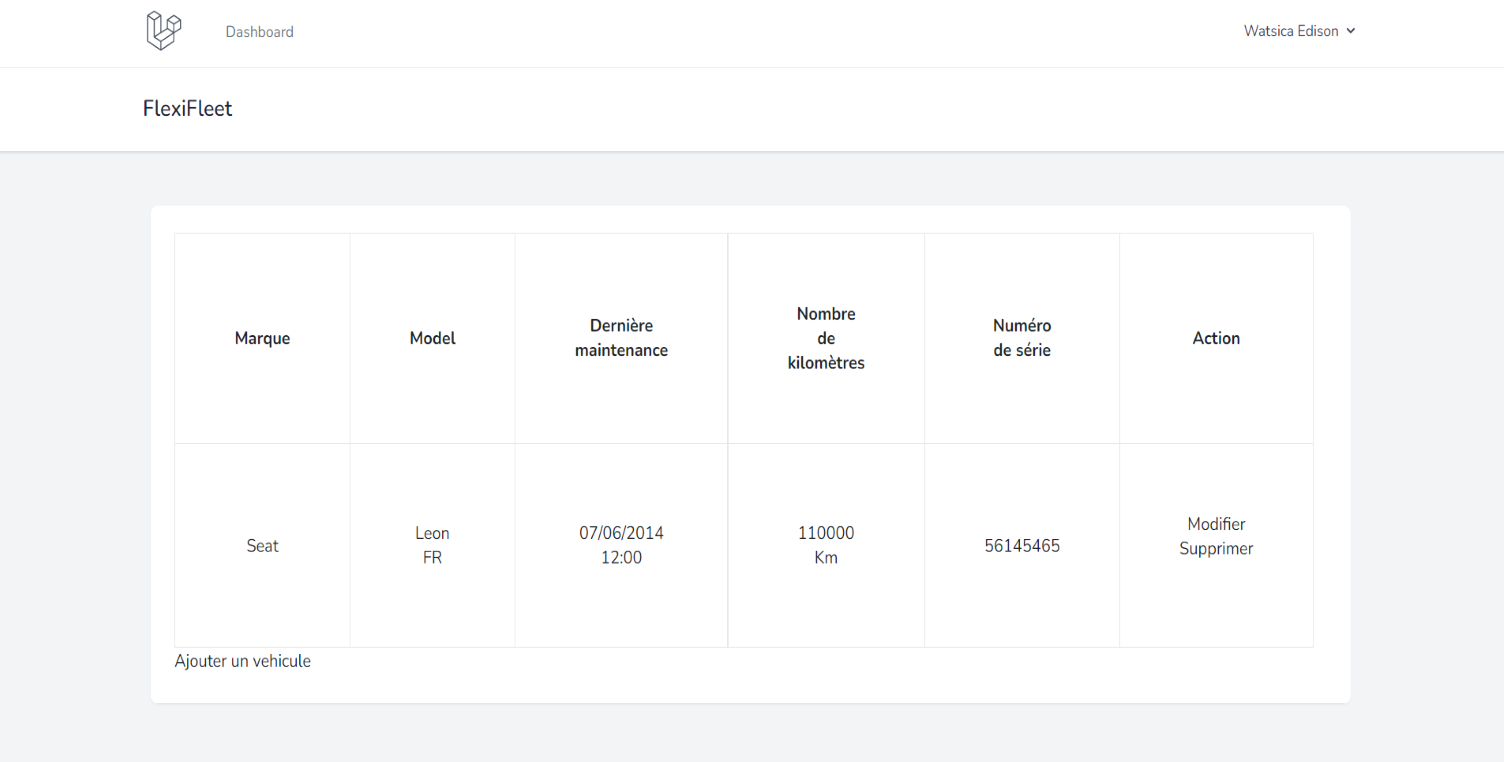 Dashboard
Watsica Edison
FlexiFleet
Marque
Model
Dernière
maintenance
Nombre
de
kilomètres
Numéro
de série
Action
Seat
Leon
FR
07/06/2014
12:00
110000
Km
56145465
Modifier
Supprimer
Ajouter un vehicule